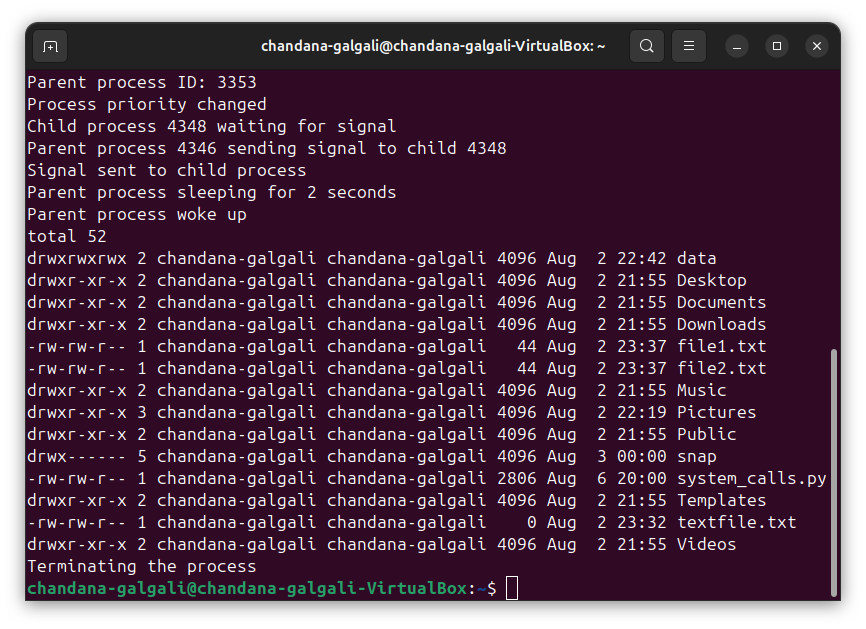 chandana-galgali@chandana-galgali-VirtualBox: ~
Parent process ID: 3353
Process priority changed
Child process 4348 waiting for signal
Parent process 4346 sending signal to child 4348
Signal sent to child process
Parent process sleeping for 2 seconds
Parent process woke up
total 52
drwxrwxrwx 2 chandana-galgali chandana-galgali 4096 Aug  2 22:42 data
drwxr-xr-x 2 chandana-galgali chandana-galgali 4096 Aug  2 21:55 Desktop
drwxr-xr-x 2 chandana-galgali chandana-galgali 4096 Aug  2 21:55 Documents
drwxr-xr-x 2 chandana-galgali chandana-galgali 4096 Aug  2 21:55 Downloads
-rw-rw-r-- 1 chandana-galgali chandana-galgali   44 Aug  2 23:37 file1.txt
-rw-rw-r-- 1 chandana-galgali chandana-galgali   44 Aug  2 23:37 file2.txt
drwxr-xr-x 2 chandana-galgali chandana-galgali 4096 Aug  2 21:55 Music
drwxr-xr-x 3 chandana-galgali chandana-galgali 4096 Aug  2 22:19 Pictures
drwxr-xr-x 2 chandana-galgali chandana-galgali 4096 Aug  2 21:55 Public
drwx------ 5 chandana-galgali chandana-galgali 4096 Aug  3 00:00 snap
-rw-rw-r-- 1 chandana-galgali chandana-galgali 2806 Aug  6 20:00 system_calls.py
drwxr-xr-x 2 chandana-galgali chandana-galgali 4096 Aug  2 21:55 Templates
-rw-rw-r-- 1 chandana-galgali chandana-galgali    0 Aug  2 23:32 textfile.txt
drwxr-xr-x 2 chandana-galgali chandana-galgali 4096 Aug  2 21:55 Videos
Terminating the process
chandana-galgali@chandana-galgali-VirtualBox:~$